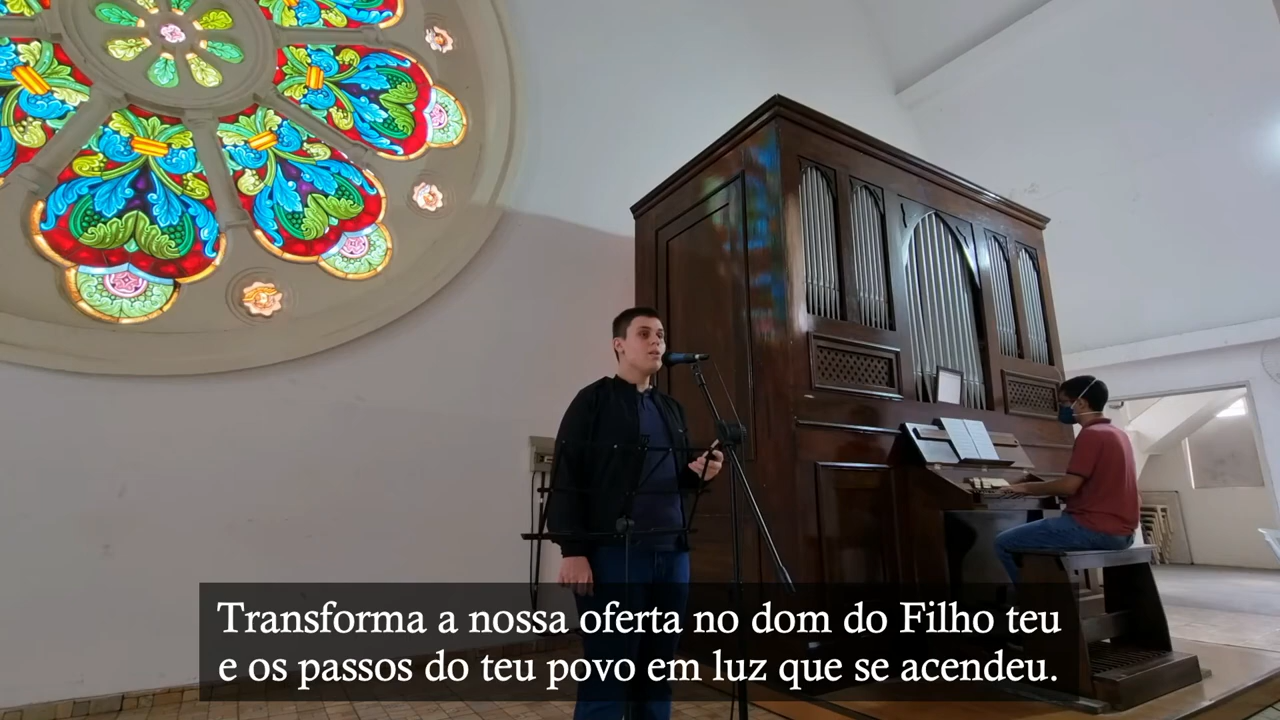 Transforma a nossa oferta no dom do Filho teu
e os passos do teu povo em luz que se acendeu.